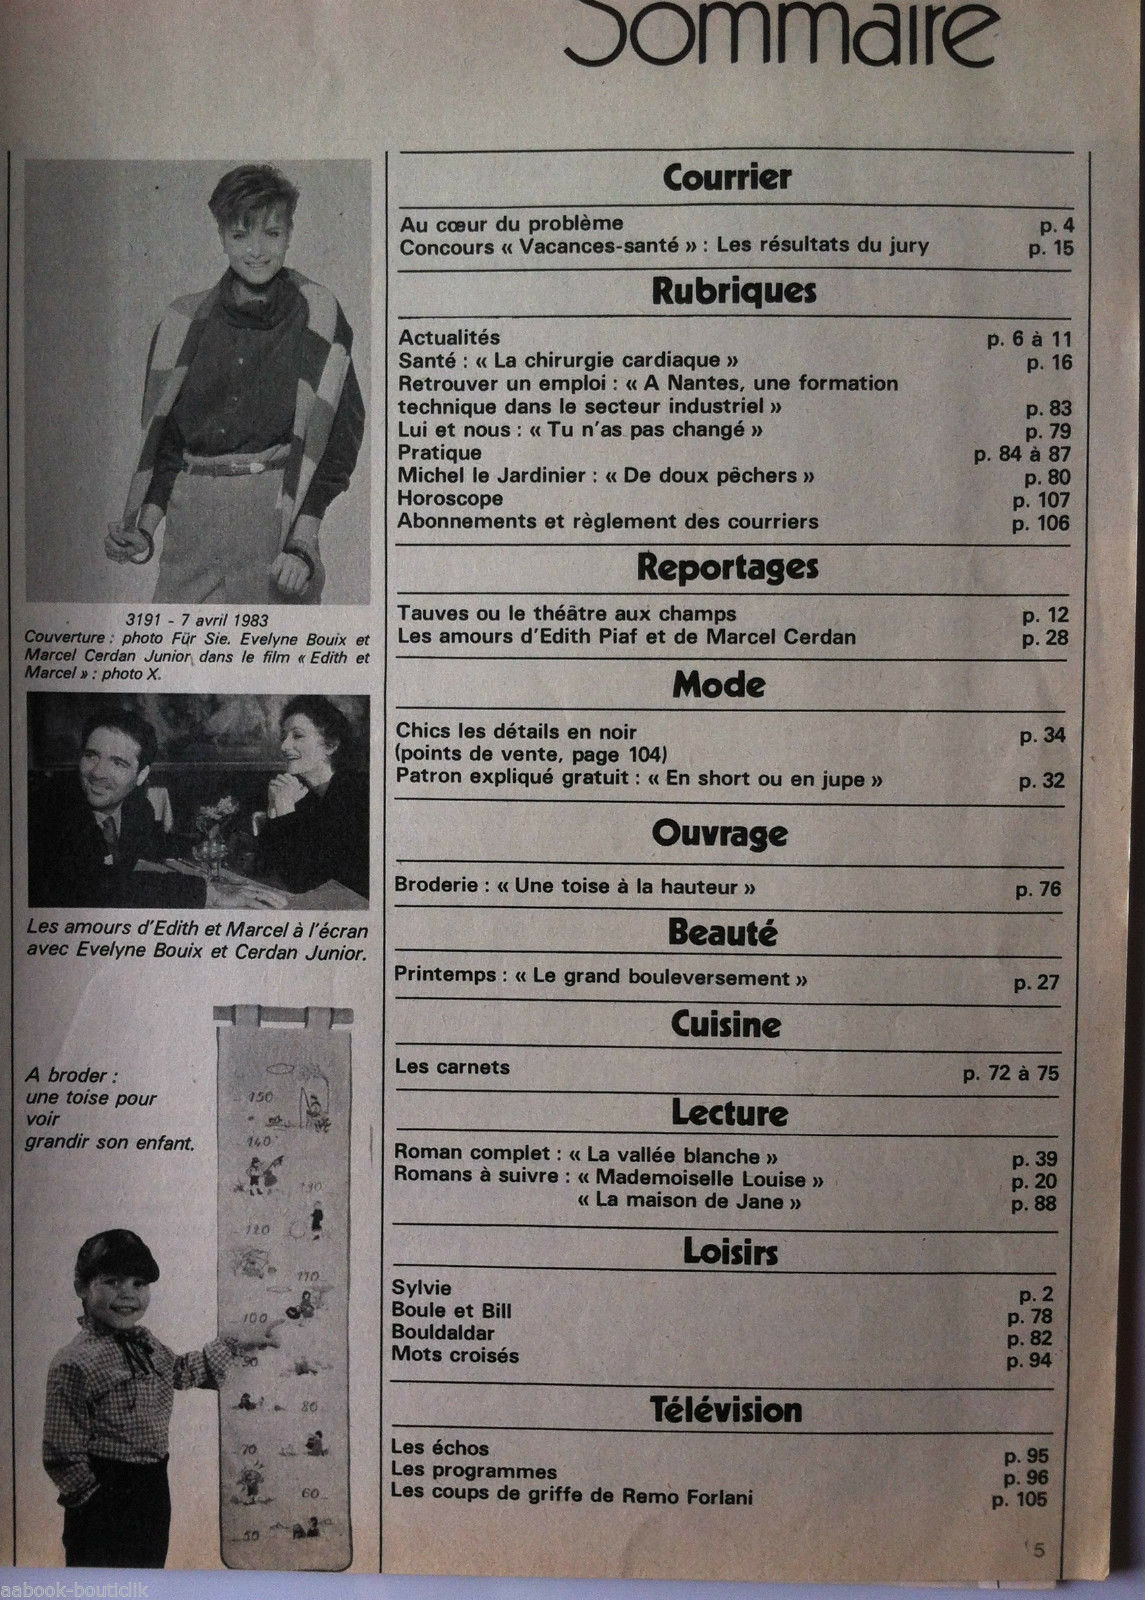 Sommaire
3191 - 7 avril 1983
Couverture : photo Für Sie. Evelyne Bouix et
Marcel Cerdan Junior dans le film « Edith et
Marcel » : photo X.
Les amours d'Edith et Marcel à l'écran
avec Evelyne Bouix et Cerdan Junior.
A broder :
une toise pour
voir
grandir son enfant.
150
140
130
120
110
100
90
80
70
60
50
Courrier
Au cœur du problème p. 4
Concours « Vacances-santé » : Les résultats du jury p. 15
Rubriques
Actualités p. 6 à 11
Santé : « La chirurgie cardiaque » p. 16
Retrouver un emploi : « A Nantes, une formation
technique dans le secteur industriel » p. 83
Lui et nous : « Tu n'as pas changé » p. 79
Pratique p. 84 à 87
Michel le Jardinier : « De doux pêchers » p. 80
Horoscope p. 107
Abonnements et règlement des courriers p. 106
Reportages
Tauves ou le théâtre aux champs p. 12
Les amours d'Edith Piaf et de Marcel Cerdan p. 28
Mode
Chics les détails en noir p. 34
(points de vente, page 104)
Patron expliqué gratuit : « En short ou en jupe » p. 32
Ouvrage
Broderie : « Une toise à la hauteur » p. 76
Beauté
Printemps : « Le grand bouleversement » p. 27
Cuisine
Les carnets p. 72 à 75
Lecture
Roman complet : « La vallée blanche » p. 39
Romans à suivre : « Mademoiselle Louise » p. 20
« La maison de Jane » p. 88
Loisirs
Sylvie p. 2
Boule et Bill p. 78
Bouldaldar p. 82
Mots croisés p. 94
Télévision
Les échos p. 95
Les programmes p. 96
Les coups de griffe de Remo Forlani p. 105
5
aabook-bouticlik